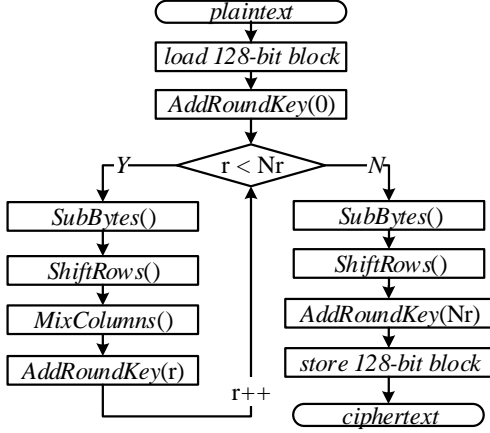 plaintext
load 128-bit block
AddRoundKey(0)
Y
r < Nr
N
SubBytes()
ShiftRows()
MixColumns()
AddRoundKey(r)
r++
SubBytes()
ShiftRows()
AddRoundKey(Nr)
store 128-bit block
ciphertext